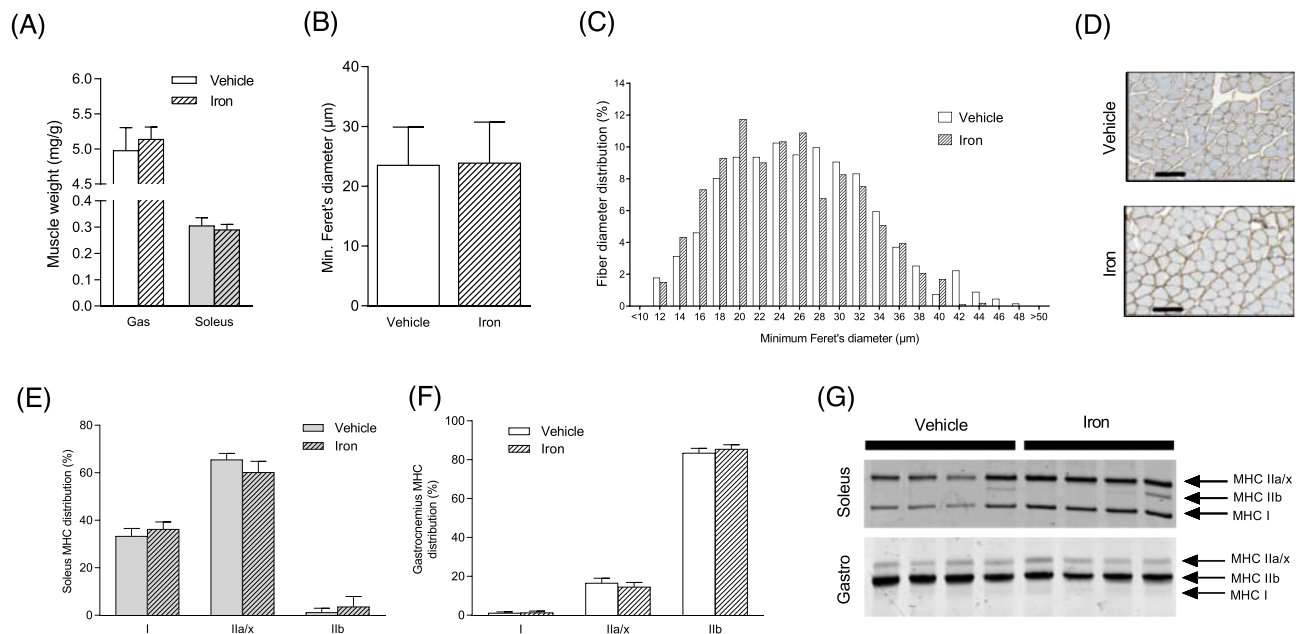 (A)
Muscle weight (mg/g)
6.0
5.5
5.0
4.5
0.4
0.3
0.2
0.1
0.0
Vehicle
Iron
Gas Soleus
(B)
Min. Feret's diameter (µm)
40
30
20
10
0
Vehicle Iron
(C)
Fiber diameter distribution (%)
14
12
10
8
6
4
2
0
Vehicle
Iron
<10 12 14 16 18 20 22 24 26 28 30 32 34 36 38 40 42 44 46 48 >50
Minimum Feret's diameter (µm)
(D)
Vehicle
Iron
(E)
Soleus MHC distribution (%)
80
60
40
20
0
Vehicle
Iron
I IIa/x IIb
(F)
Gastrocnemius MHC
distribution (%)
100
80
60
40
20
0
Vehicle
Iron
I IIa/x IIb
(G)
Vehicle Iron
Soleus
MHC IIa/x
MHC IIb
MHC I
Gastro
MHC IIa/x
MHC IIb
MHC I